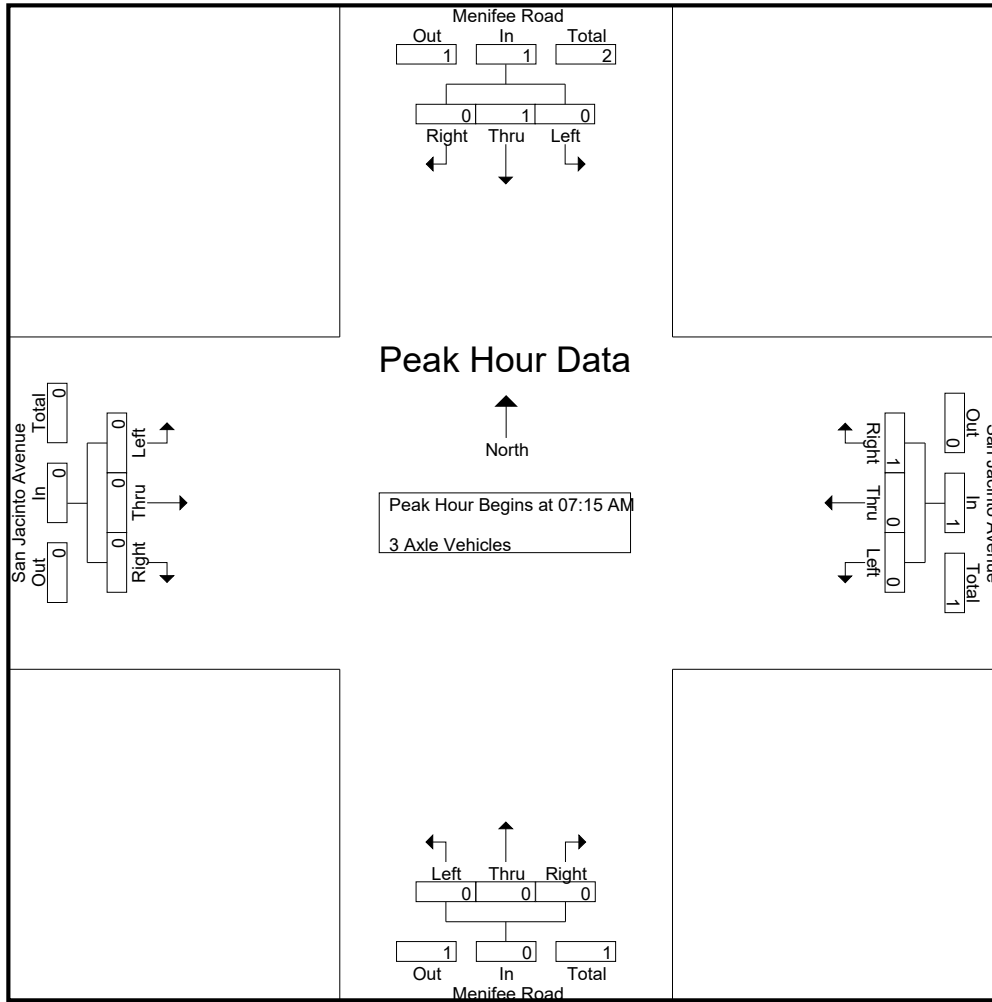 Menifee Road
Out In Total
1 1 2
0 1 0
Right Thru Left
Peak Hour Data
North
Peak Hour Begins at 07:15 AM
3 Axle Vehicles
San Jacinto Avenue
Total In Out
0 0 0
0 0 0
Left Thru Right
San Jacinto Avenue
Out In Total
0 1 1
1 0 0
Right Thru Left
Left Thru Right
0 0 0
1 0 1
Out In Total
Menifee Road